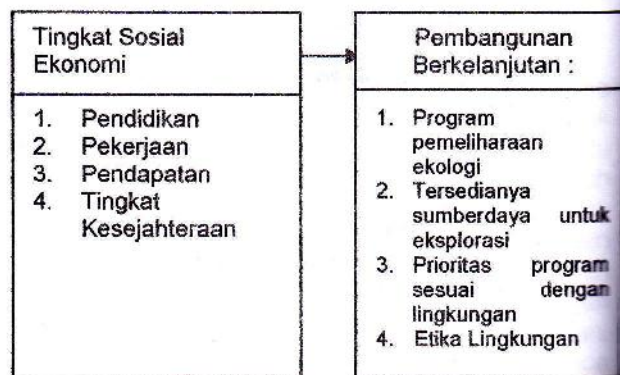 Tingkat Sosial
Ekonomi
1. Pendidikan
2. Pekerjaan
3. Pendapatan
4. Tingkat
Kesejahteraan
Pembangunan
Berkelanjutan :
1. Program
pemeliharaan
ekologi
2. Tersedianya
sumberdaya untuk
eksplorasi
3. Prioritas program
sesuai dengan
lingkungan
4. Etika Lingkungan